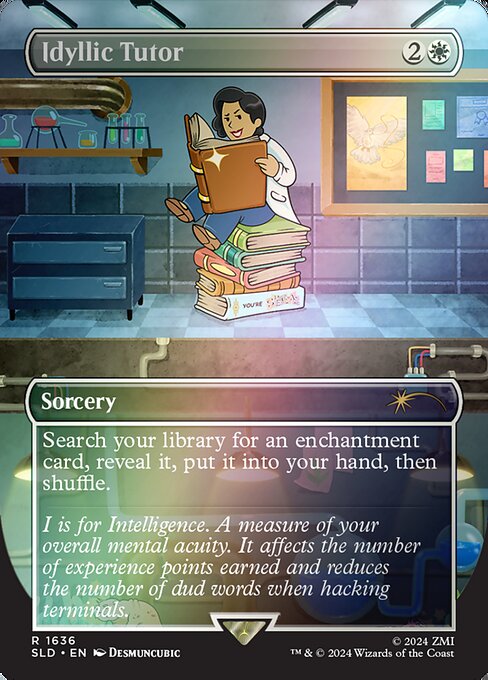 Idyllic Tutor 2
YOU'RE
Sorcery
Search your library for an enchantment
card, reveal it, put it into your hand, then
shuffle.
I is for Intelligence. A measure of your
overall mental acuity. It affects the number
of experience points earned and reduces
the number of dud words when hacking
terminals.
R 1636
SLD • EN Desmuncubic
© 2024 ZMI
™ & © 2024 Wizards of the Coast